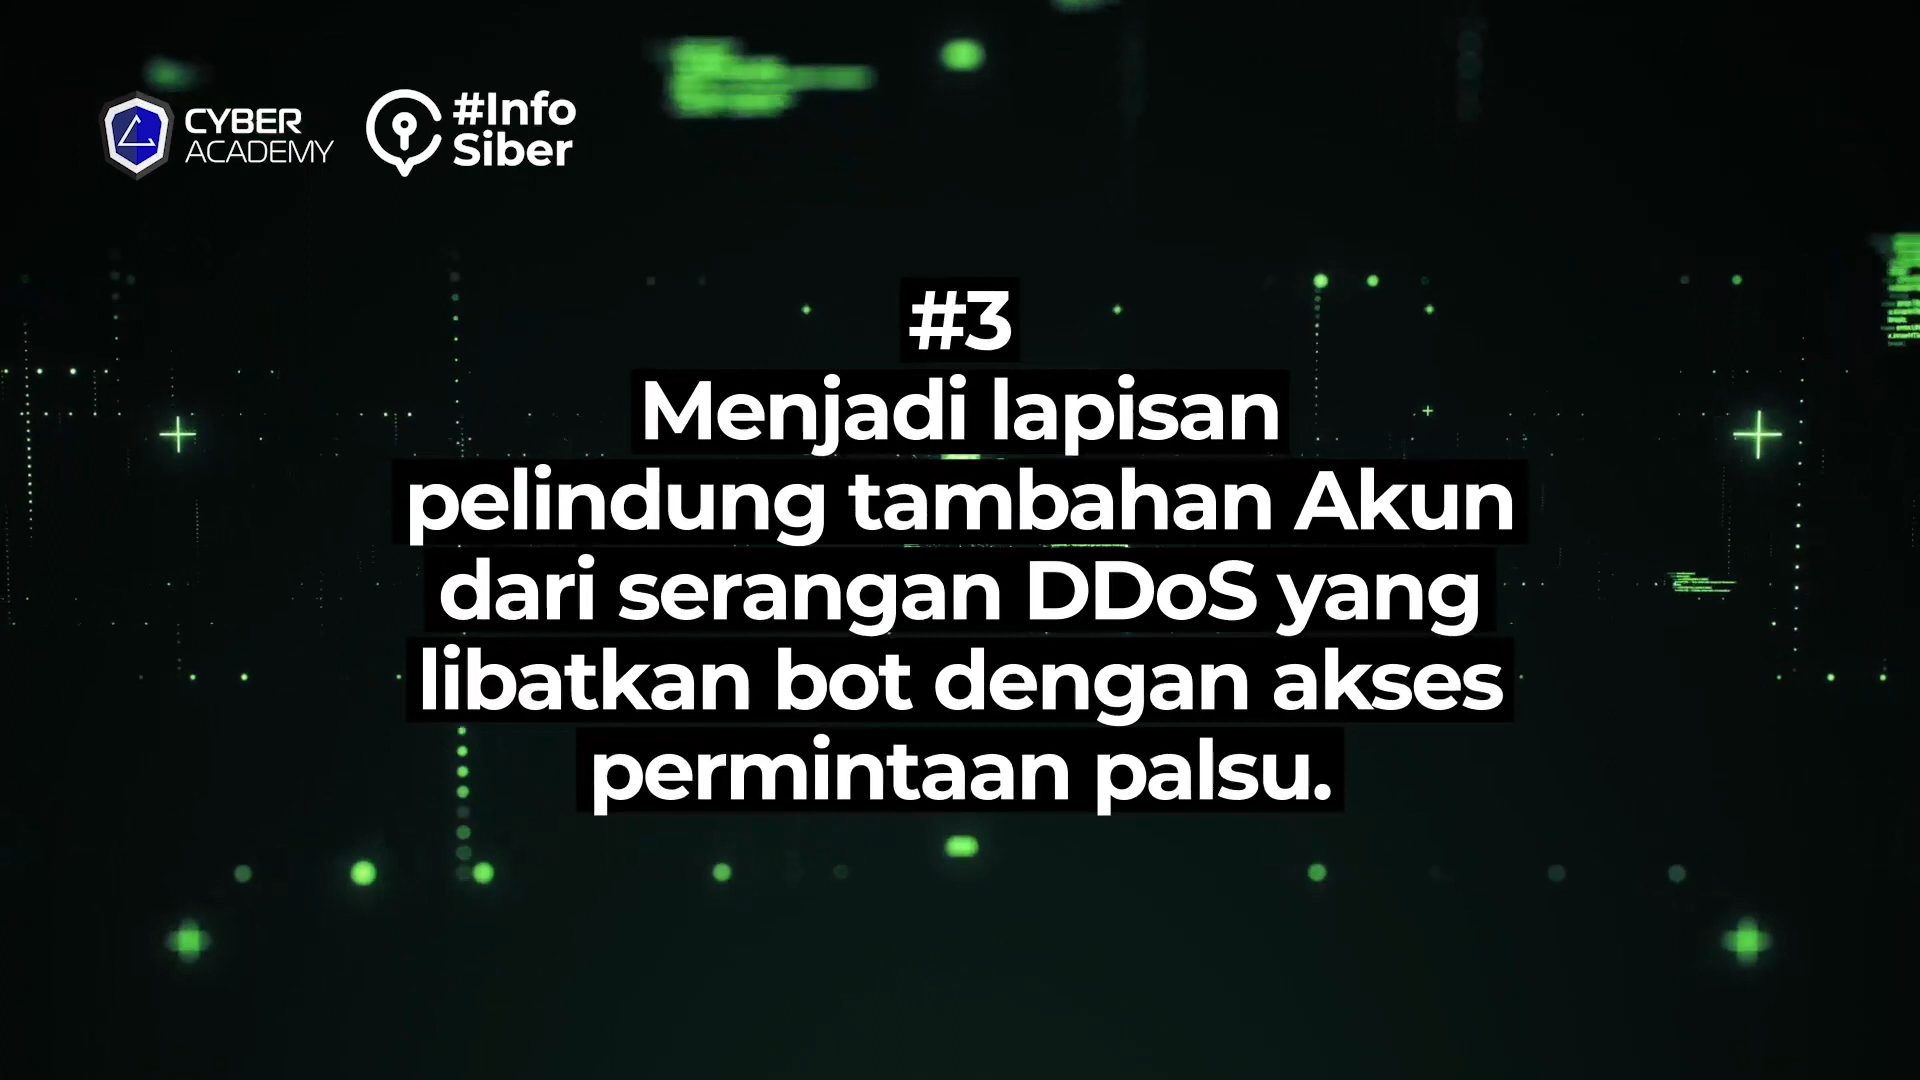 CYBER
ACADEMY
#Info
Siber
#3
Menjadi lapisan
pelindung tambahan Akun
dari serangan DDoS yang
libatkan bot dengan akses
permintaan palsu.